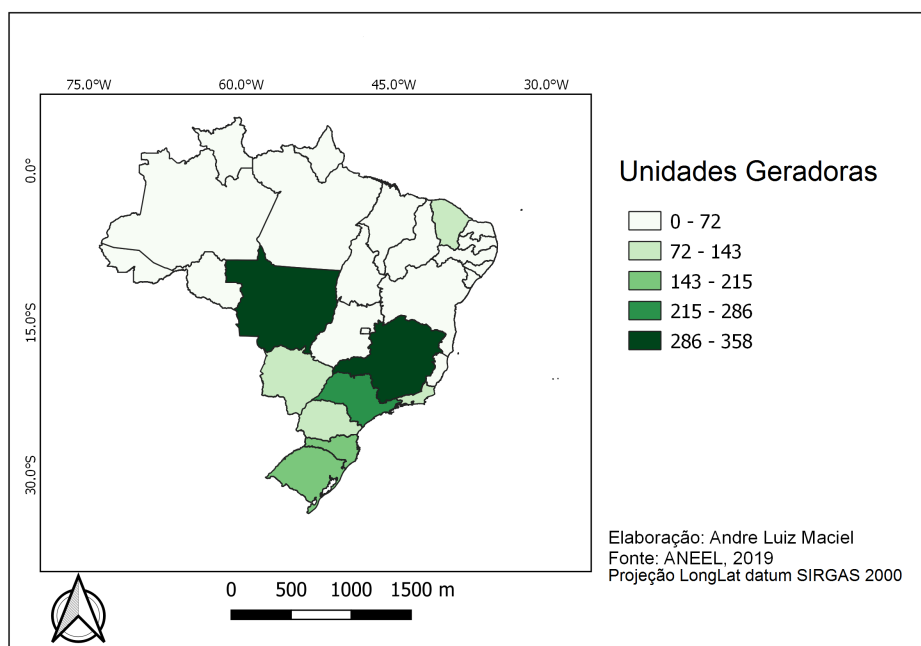 75.0°W 60.0°W 45.0°W 30.0°W
0.0°
15.0°S
30.0°S
Unidades Geradoras
0 - 72
72 - 143
143 - 215
215 - 286
286 - 358
Elaboração: Andre Luiz Maciel
Fonte: ANEEL, 2019
Projeção LongLat datum SIRGAS 2000
0 500 1000 1500 m